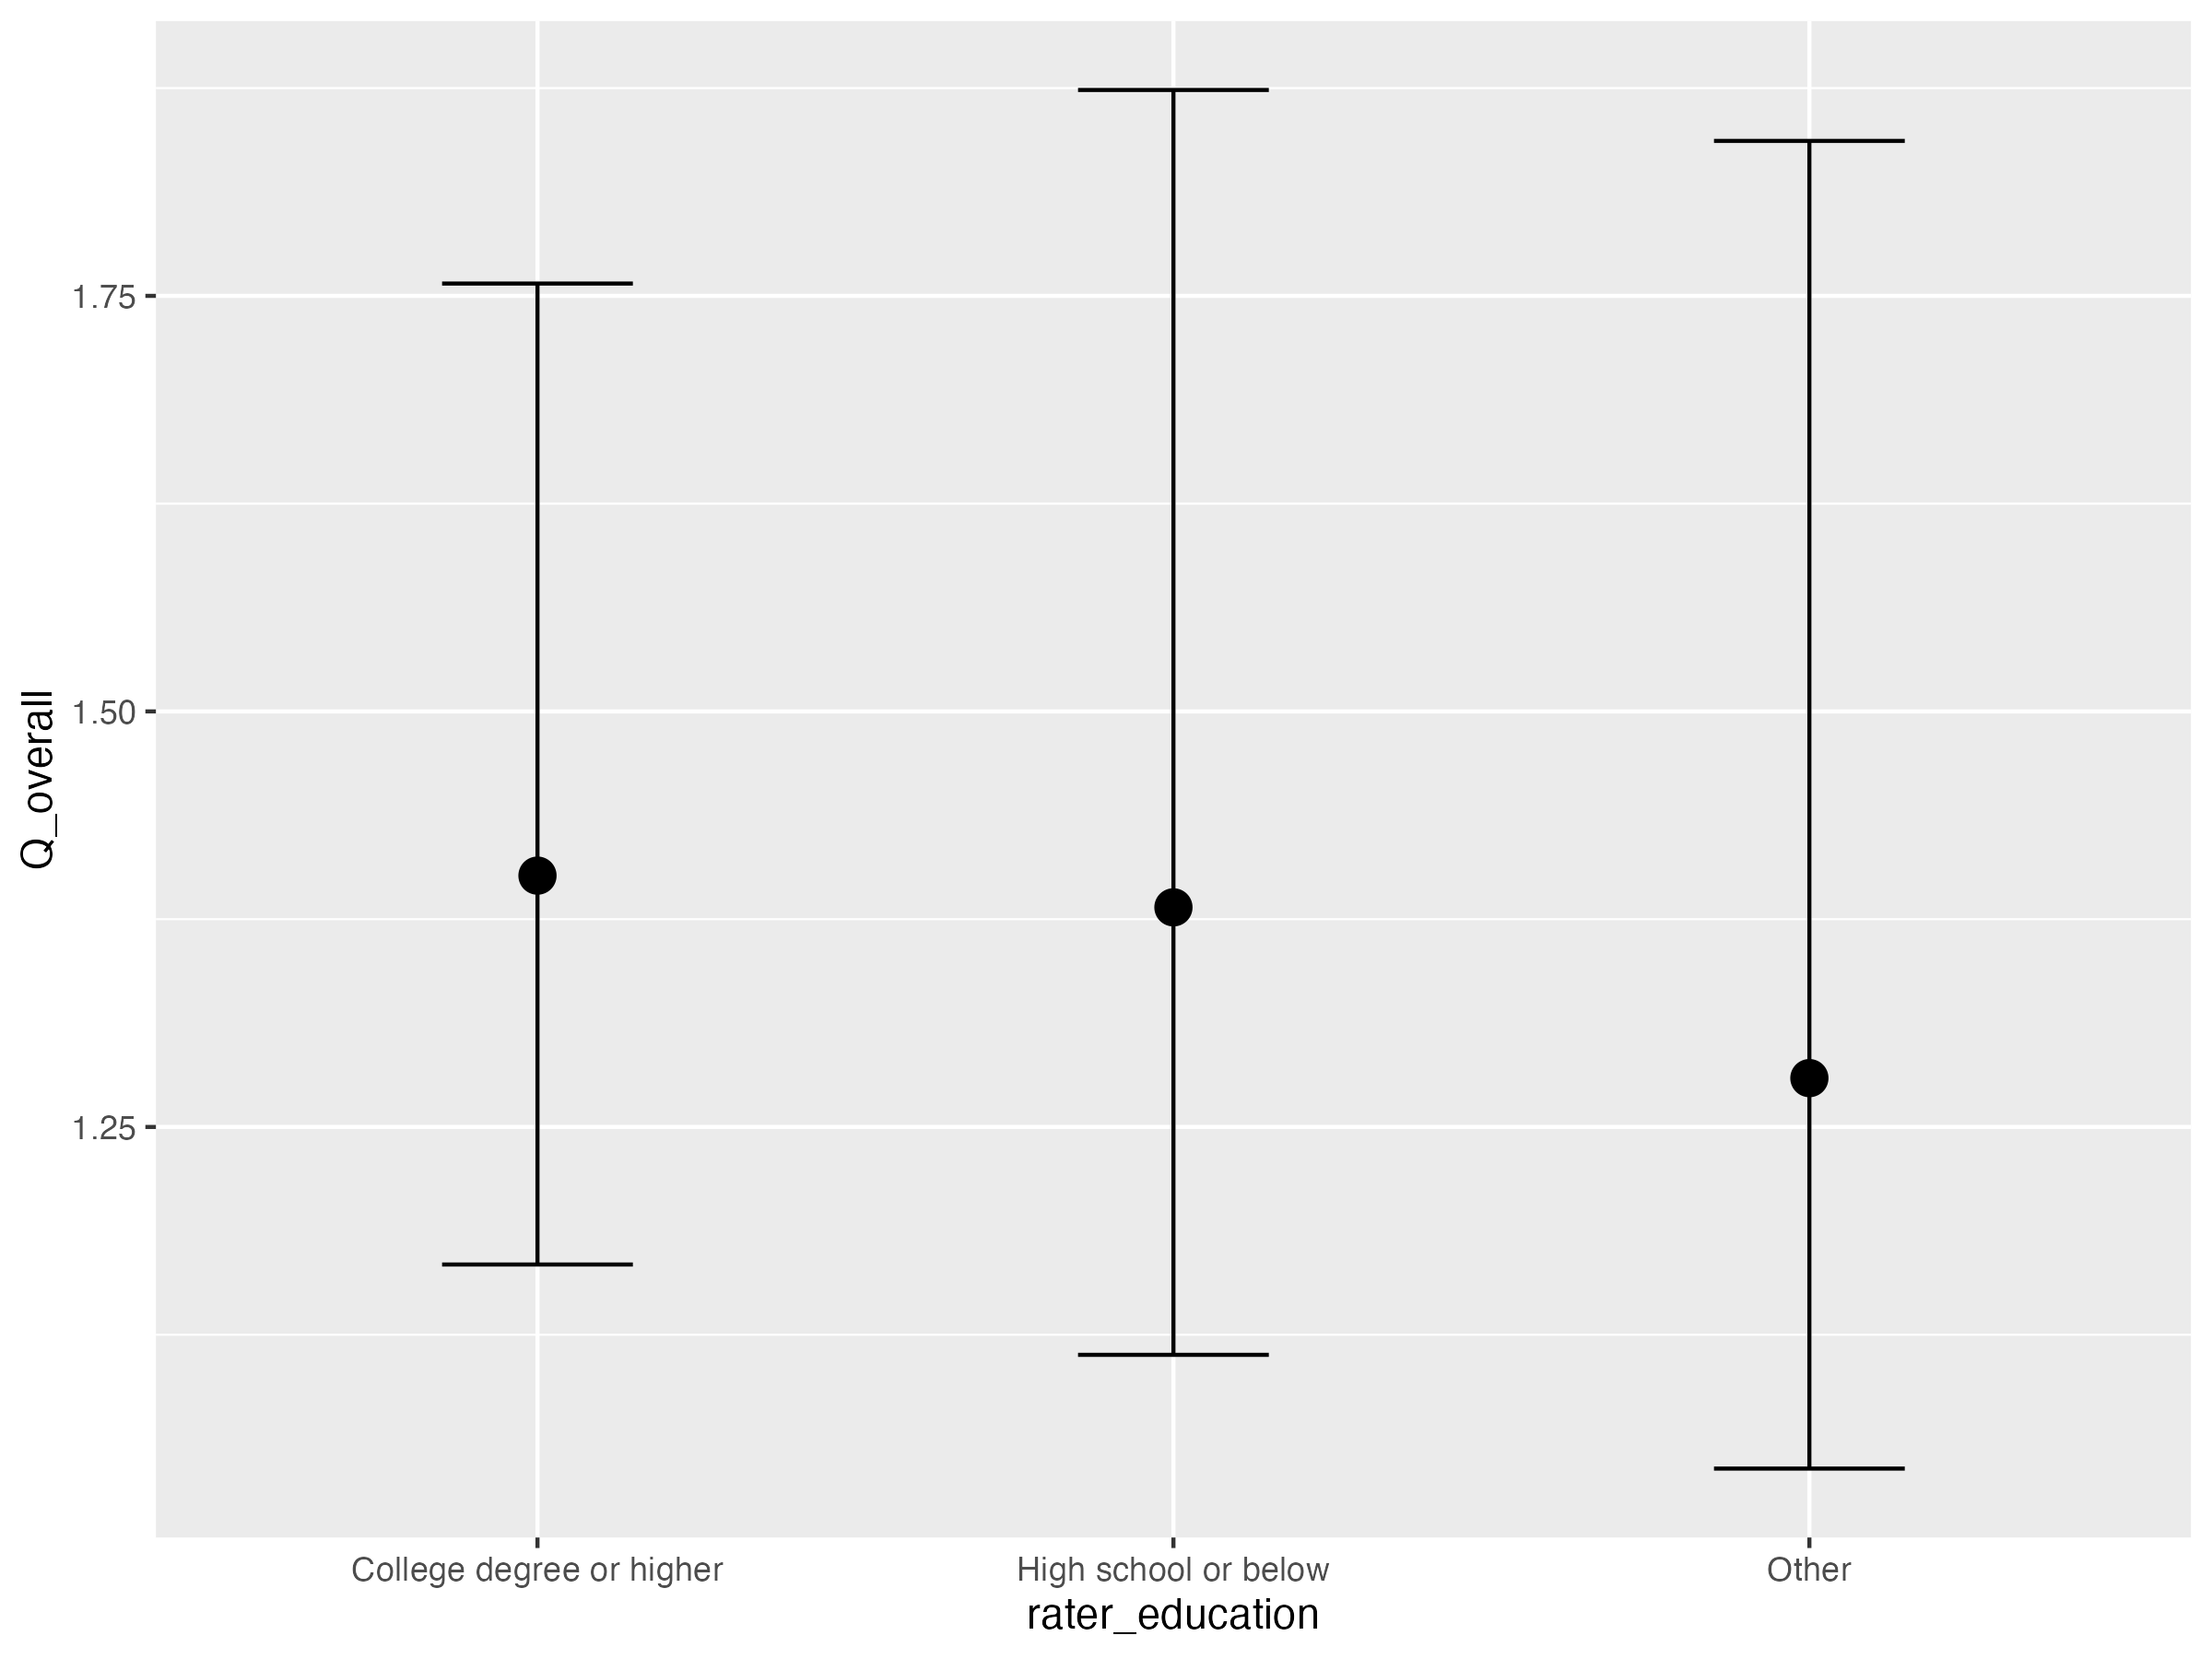 Q_overall
1.75
1.50
1.25
College degree or higher
High school or below
Other
rater_education